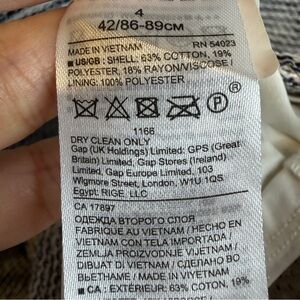 4
42/86-89CM
MADE IN VIETNAM RN 54023
■ US/GB : SHELL: 63% COTTON, 19%
POLYESTER, 18% RAYON/VISCOSE /
LINING: 100% POLYESTER
P
1166
DRY CLEAN ONLY
Gap (UK Holdings) Limited: GPS (Great
Britain) Limited, Gap Stores (Ireland)
Limited, Gap Europe Limited, 103
Wigmore Street, London, W1U 1QS
Egypt: RIGE, LLC
CA 17897
ОДЕЖДА ВТОРОГО СЛОЯ
FABRIQUÉ AU VIETNAM / HECHO EN
VIETNAM CON TELA IMPORTADA /
ZEMLJA PROIZVODNJE VIJETNAM /
DIBUAT DI VIETNAM / СДЕЛАНО ВО
ВЬЕТНАМЕ / MADE IN VIYETNAM
■ CA : EXTÉRIEUR: 63% COTON, 19%